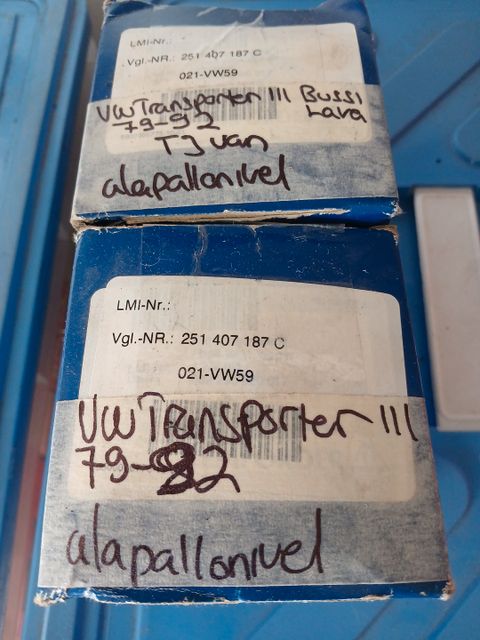 LMI-Nr.:
Vgl.-NR.: 251 407 187 C
021-VW59
VW Transporter III Bussi
79-92 Lava
TJ van
alapallonivel
LMI-Nr.:
Vgl.-NR.: 251 407 187 C
021-VW59
VW Transporter III
79-92
alapallonivel